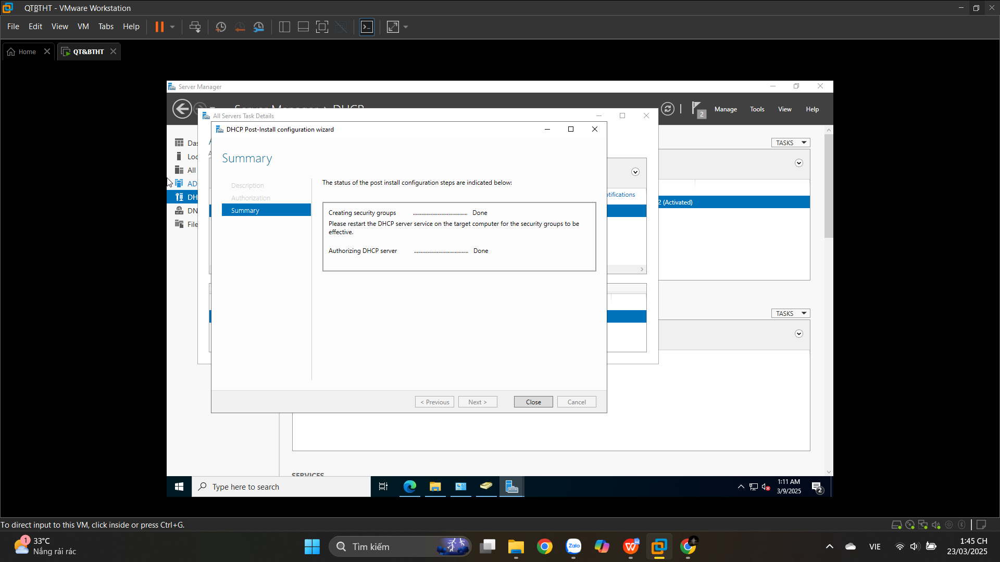 QTBTHT - VMware Workstation
File Edit View VM Tabs Help
Home
QT&BTHT
Server Manager
2
Manage Tools View Help
All Servers Task Details
DHCP Post-Install configuration wizard
TASKS
Summary
All
AD
DH
DN
File
Description
Authorization
Summary
The status of the post install configuration steps are indicated below:
Creating security groups ........................................ Done
Please restart the DHCP server service on the target computer for the security groups to be
effective.
Authorizing DHCP server ........................................ Done
otifications
2 (Activated)
TASKS
< Previous Next > Close Cancel
SERVICES
Type here to search
1:11 AM
3/9/2025
2
To direct input to this VM, click inside or press Ctrl+G.
1
33°C
Nắng rải rác
Tìm kiếm
Zalo
VIE
1:45 CH
23/03/2025